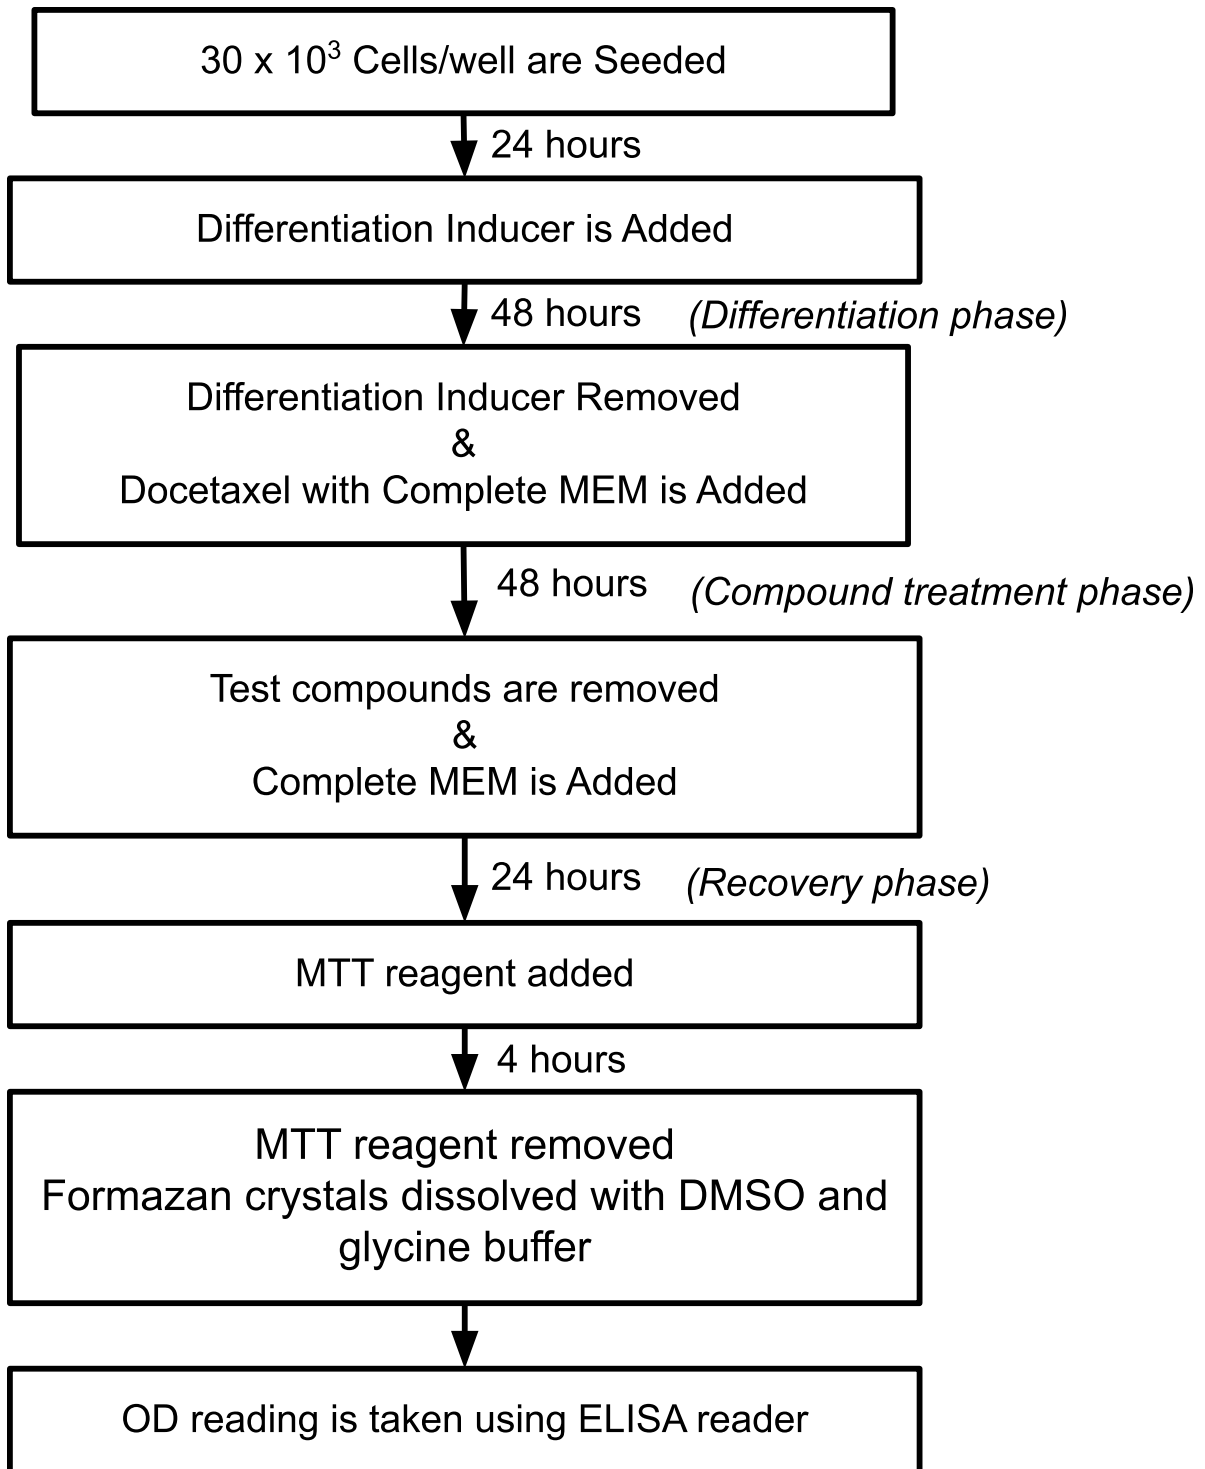 30 x 10³ Cells/well are Seeded
24 hours
Differentiation Inducer is Added
48 hours (Differentiation phase)
Differentiation Inducer Removed
&
Docetaxel with Complete MEM is Added
48 hours (Compound treatment phase)
Test compounds are removed
&
Complete MEM is Added
24 hours (Recovery phase)
MTT reagent added
4 hours
MTT reagent removed
Formazan crystals dissolved with DMSO and
glycine buffer
OD reading is taken using ELISA reader